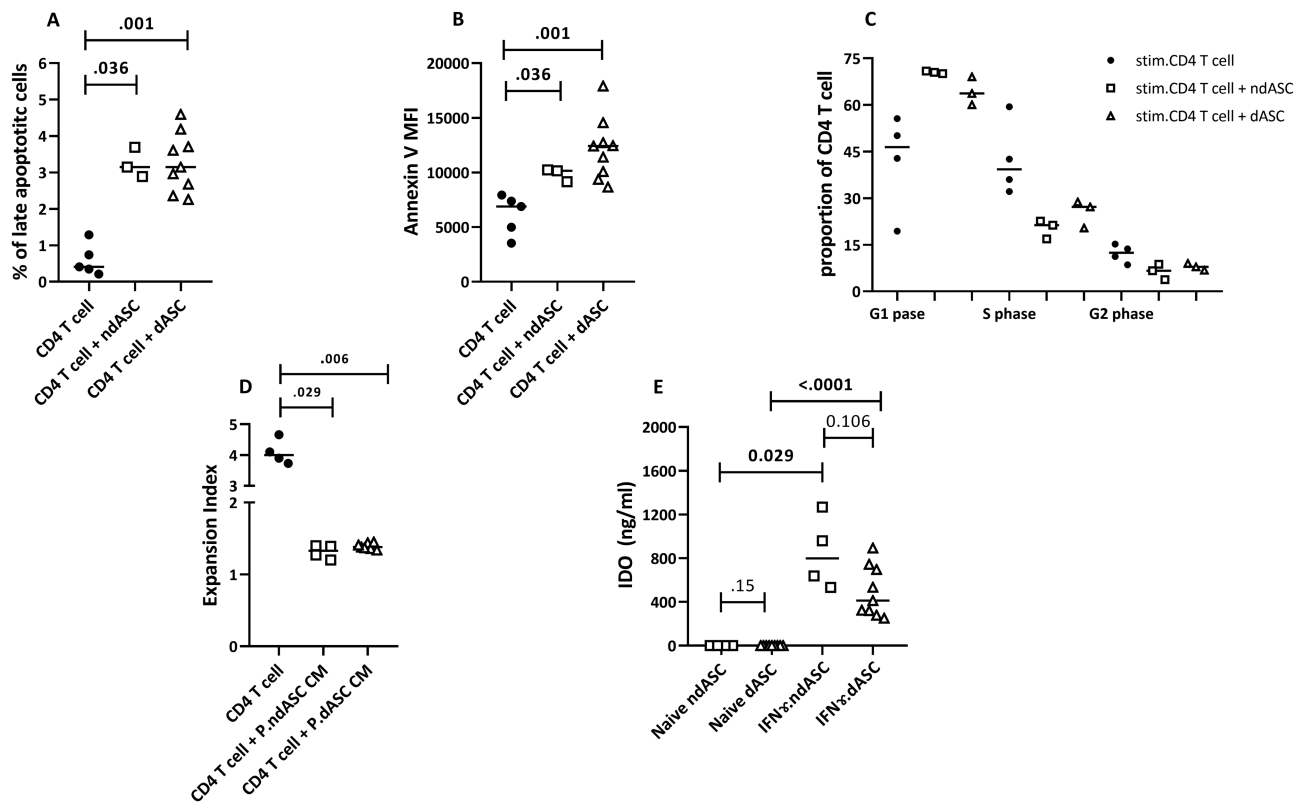 A
.001
.036
% of late apoptotitc cells
6
5
4
3
2
1
0
CD4 T cell
CD4 T cell + ndASC
CD4 T cell + dASC
B
.001
.036
Annexin V MFI
20000
15000
10000
5000
0
CD4 T cell
CD4 T cell + ndASC
CD4 T cell + dASC
C
proportion of CD4 T cell
75
60
45
30
15
0
G1 pase
S phase
G2 phase
stim.CD4 T cell
stim.CD4 T cell + ndASC
stim.CD4 T cell + dASC
D
.006
.029
Expansion Index
5
4
3
2
1
0
CD4 T cell
CD4 T cell + P.ndASC CM
CD4 T cell + P.dASC CM
E
<.0001
0.106
0.029
.15
IDO (ng/ml)
2000
1600
1200
800
400
0
Naive ndASC
Naive dASC
IFNɤ.ndASC
IFNɤ.dASC